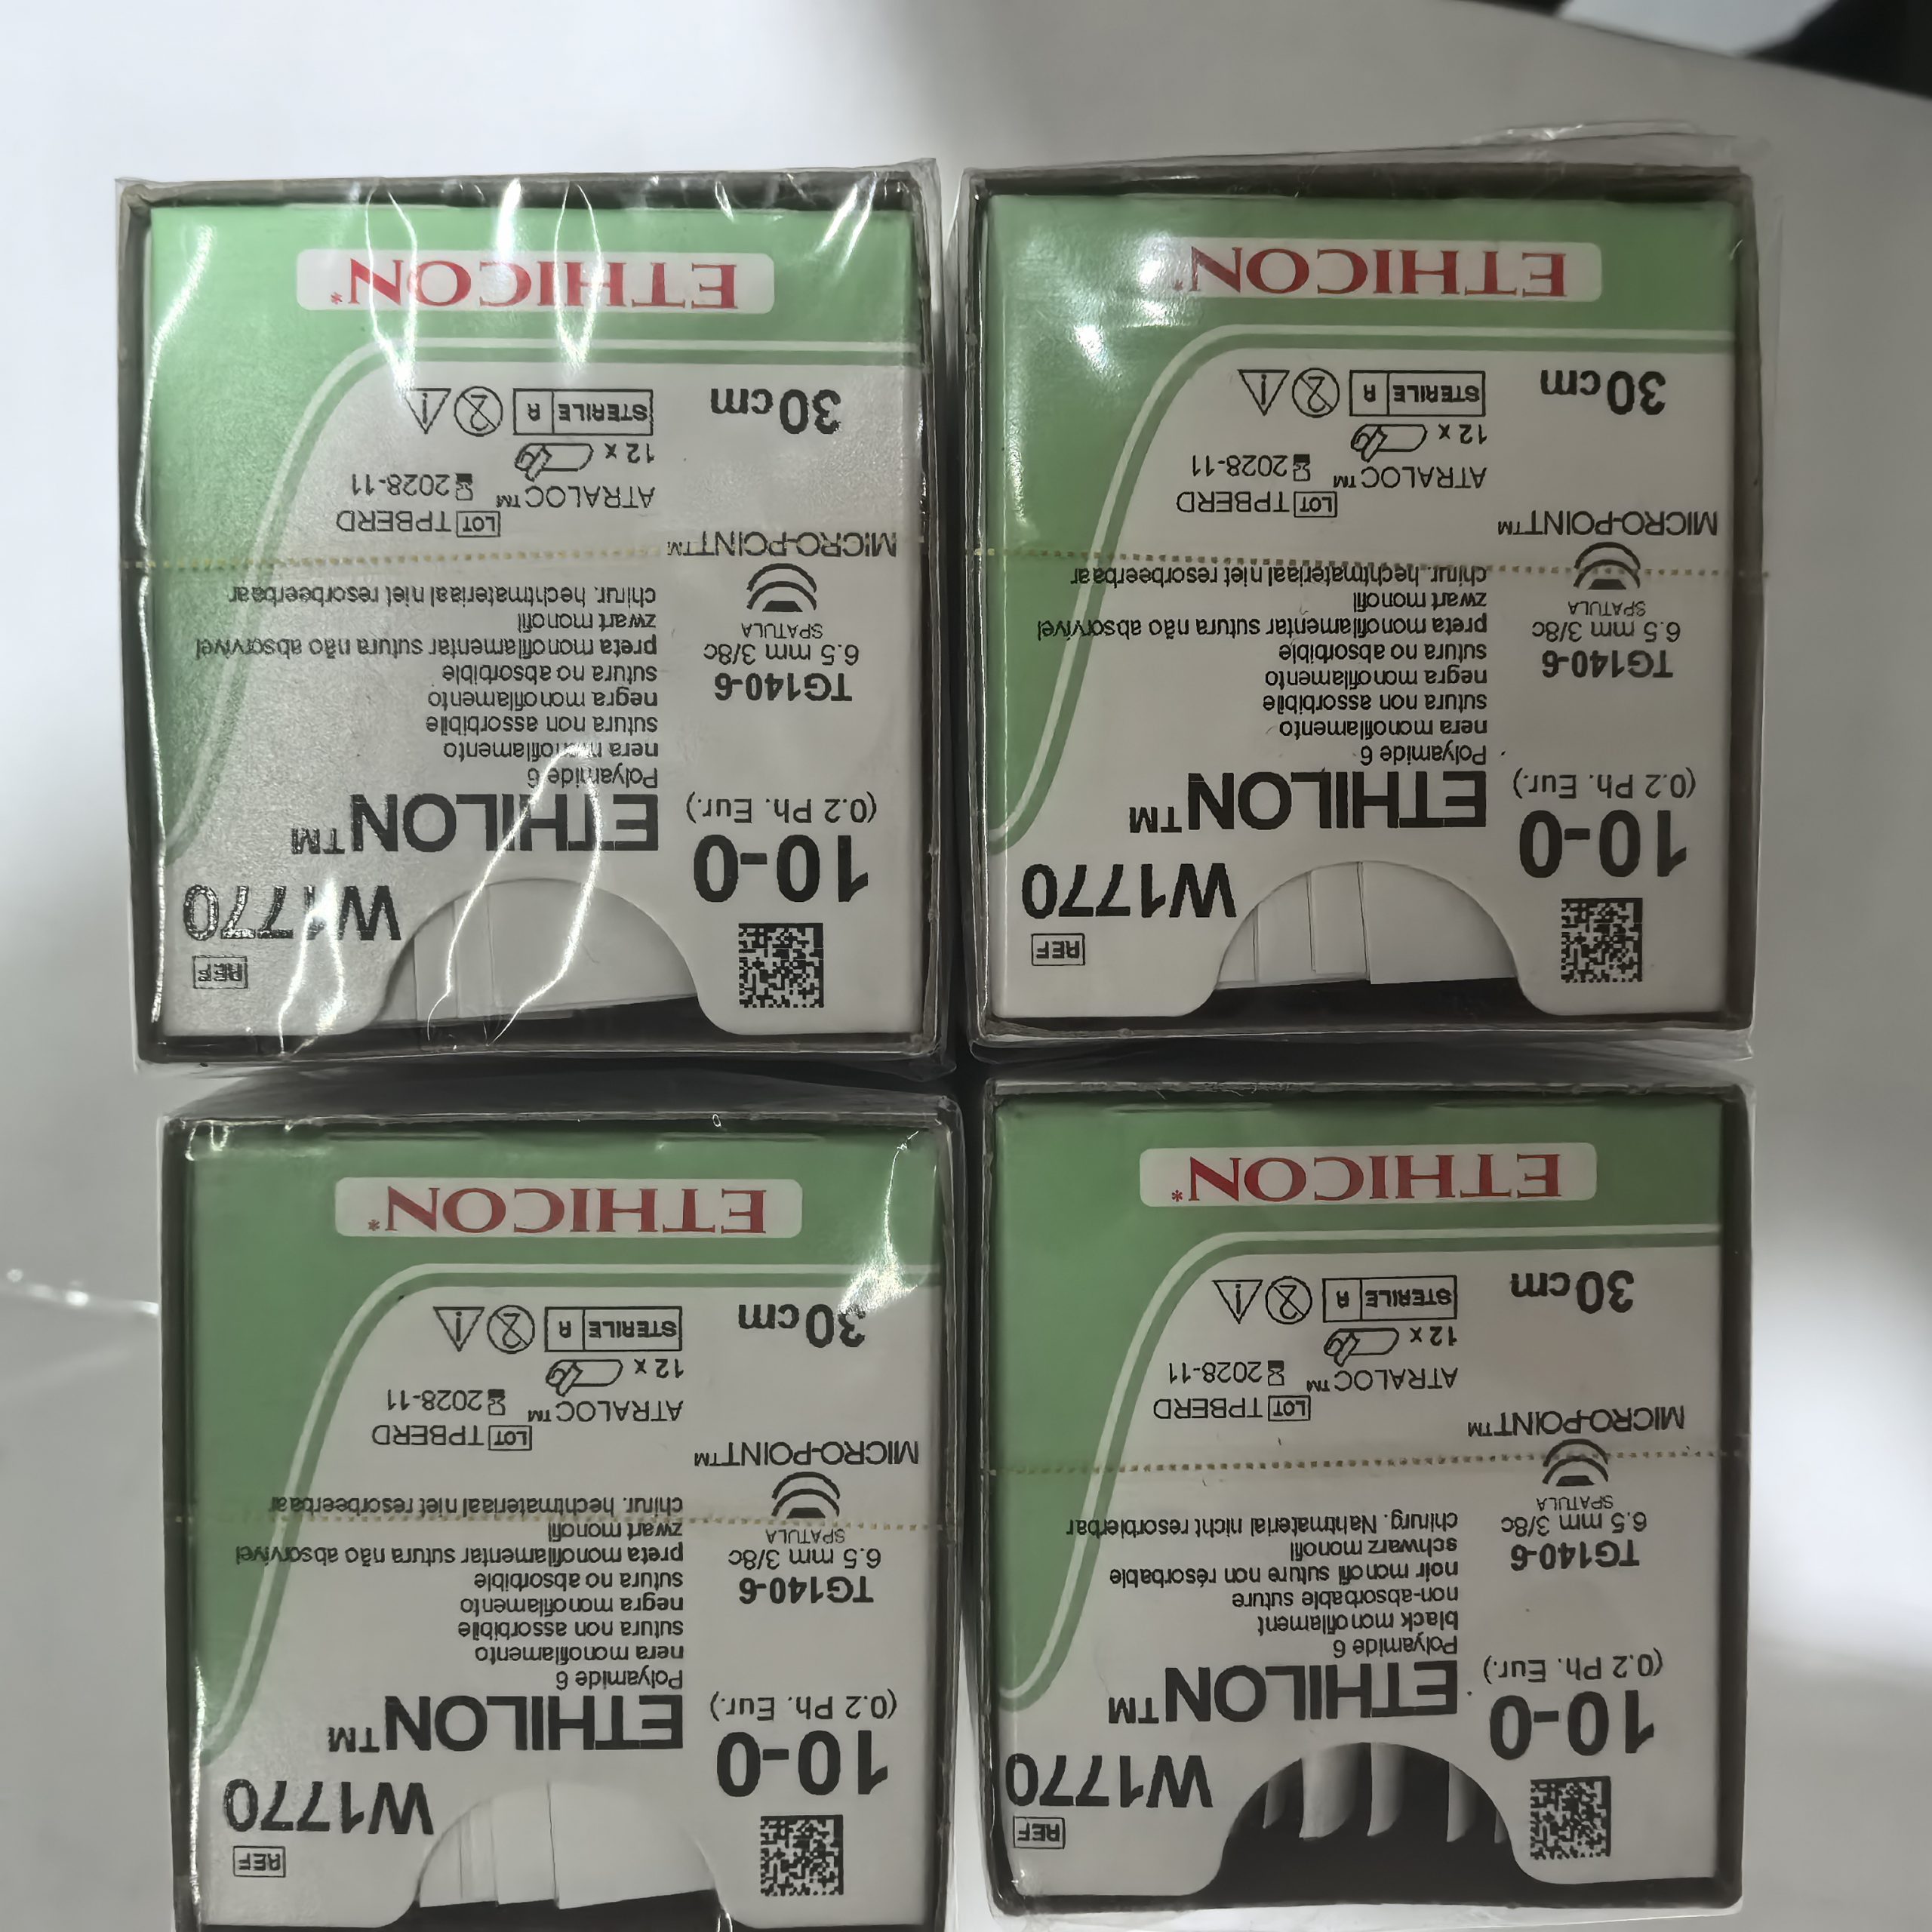 REF
W1770
10-0
(0.2 Ph. Eur.)
TG140-6
6.5 mm 3/8c
SPATULA
MICRO-POINT™
30cm
ETHILON™
Polyamide 6
black monofilament
non-absorbable suture
noir monofil suture non résorbable
schwarz monofil
chirurg. Nahtmaterial nicht resorbierbar
LOT TPBERD
ATRALOC™ 2028-11
12 x
STERILE R
ETHICON*
REF
W1770
10-0
(0.2 Ph. Eur.)
TG140-6
6.5 mm 3/8c
SPATULA
MICRO-POINT™
30cm
ETHILON™
Polyamide 6
nera monofilamento
sutura non assorbibile
negra monofilamento
sutura no absorbible
preta monofilamentar sutura não absorvível
zwart monofil
chirur. hechtmateriaal niet resorbeerbaar
LOT TPBERD
ATRALOC™ 2028-11
12 x
STERILE R
ETHICON*
REF
W1770
10-0
(0.2 Ph. Eur.)
TG140-6
6.5 mm 3/8c
SPATULA
MICRO-POINT™
30cm
ETHILON™
Polyamide 6
nera monofilamento
sutura non assorbibile
negra monofilamento
sutura no absorbible
preta monofilamentar sutura não absorvível
zwart monofil
chirur. hechtmateriaal niet resorbeerbaar
LOT TPBERD
ATRALOC™ 2028-11
12 x
STERILE R
ETHICON*
REF
W1770
10-0
(0.2 Ph. Eur.)
TG140-6
6.5 mm 3/8c
SPATULA
MICRO-POINT™
30cm
ETHILON™
Polyamide 6
nera monofilamento
sutura non assorbibile
negra monofilamento
sutura no absorbible
preta monofilamentar sutura não absorvível
zwart monofil
chirur. hechtmateriaal niet resorbeerbaar
LOT TPBERD
ATRALOC™ 2028-11
12 x
STERILE R
ETHICON*